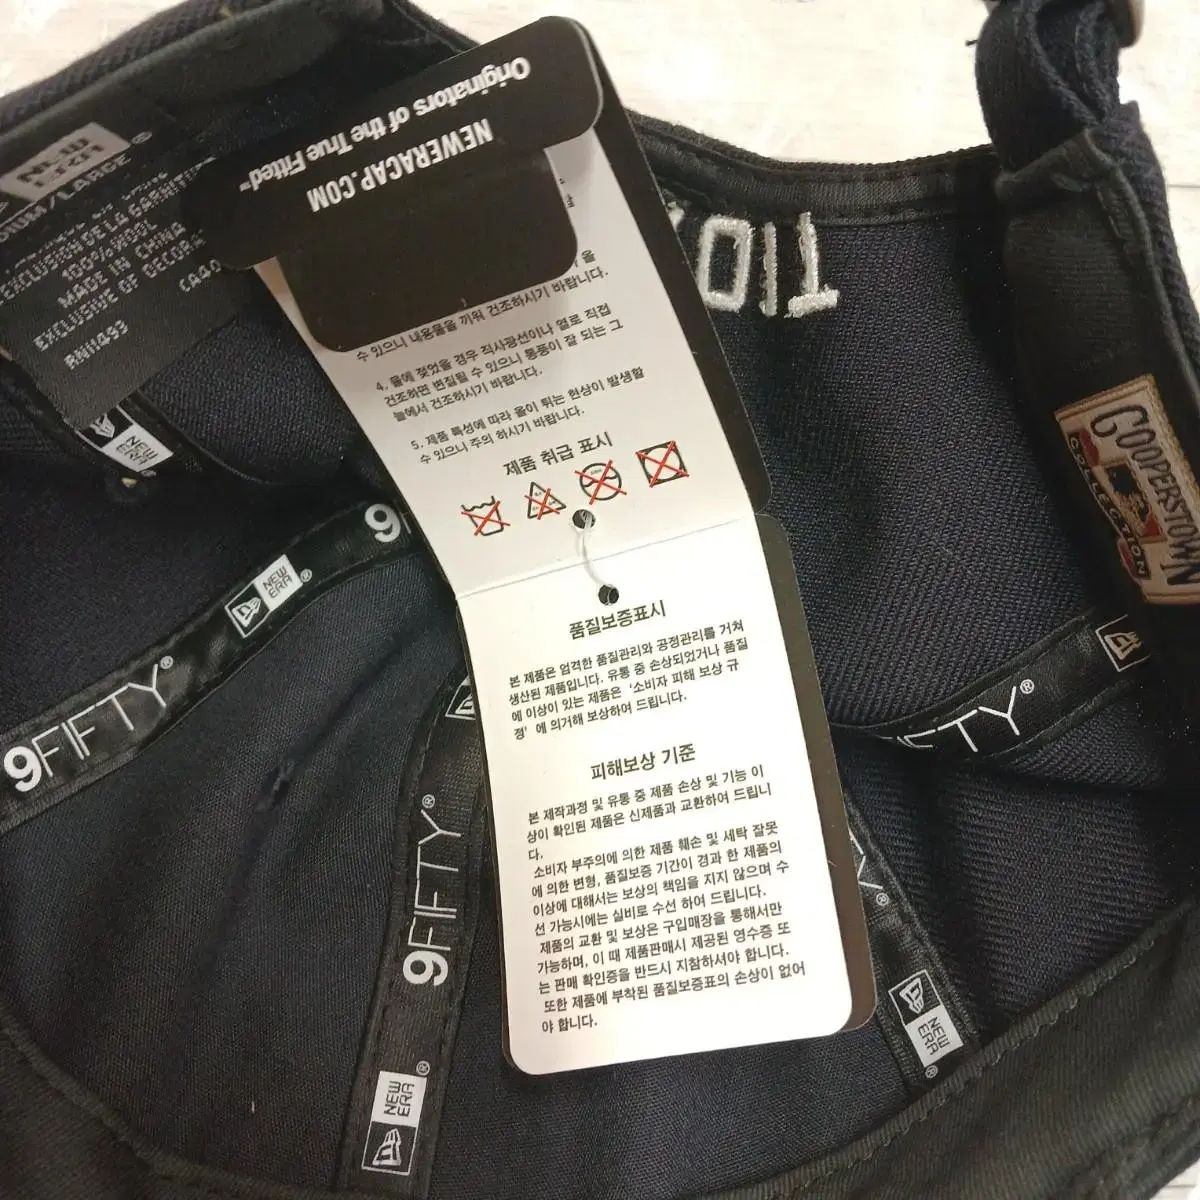 Originators of the True Fitted™
NEWERACAP.COM
수 있으니 내용물을 끼워 건조하시기 바랍니다.
4. 물에 젖었을 경우 직사광선이나 열로 직접
건조하면 변질될 수 있으니 통풍이 잘 되는 그
늘에서 건조하시기 바랍니다.
5. 제품 특성에 따라 올이 튀는 현상이 발생할
수 있으니 주의 하시기 바랍니다.
제품 취급 표시
품질보증표시
본 제품은 엄격한 품질관리와 공정관리를 거쳐
생산된 제품입니다. 유통 중 손상되었거나 품질
에 이상이 있는 제품은 '소비자 피해 보상 규
정' 에 의거해 보상하여 드립니다.
피해보상 기준
본 제작과정 및 유통 중 제품 손상 및 기능 이
상이 확인된 제품은 신제품과 교환하여 드립니
다.
소비자 부주의에 의한 제품 훼손 및 세탁 잘못
에 의한 변형, 품질보증 기간이 경과 한 제품의
이상에 대해서는 보상의 책임을 지지 않으며 수
선 가능시에는 실비로 수선 하여 드립니다.
제품의 교환 및 보상은 구입매장을 통해서만
가능하며, 이 때 제품판매시 제공된 영수증 또
는 판매 확인증을 반드시 지참하셔야 합니다.
또한 제품에 부착된 품질보증표의 손상이 없어
야 합니다.
NEW ERA®
/LARGE
100% WOOL
MADE IN CHINA
EXCLUSIVE OF DECOR
RN11493
NEW ERA
9
NEW ERA®
9FIFTY®
9FIFTY®
NEW ERA®
FIFTY®
Y®
NEW ERA®
TIO
COOPERSTOWN
COLLECTION